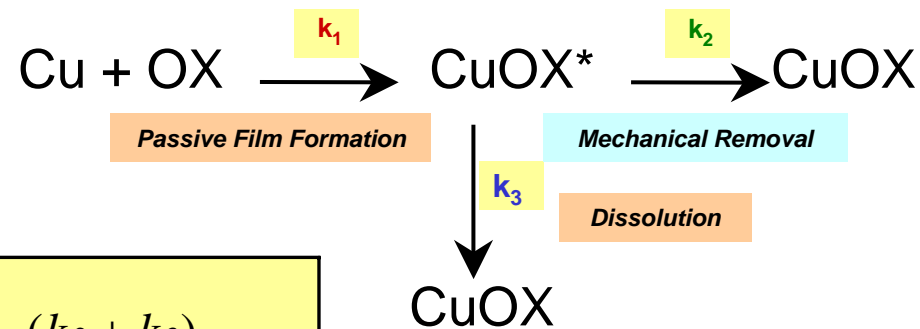 k₁ k₂
Cu + OX CuOX* CuOX
Passive Film Formation Mechanical Removal
k₃
Dissolution
CuOX